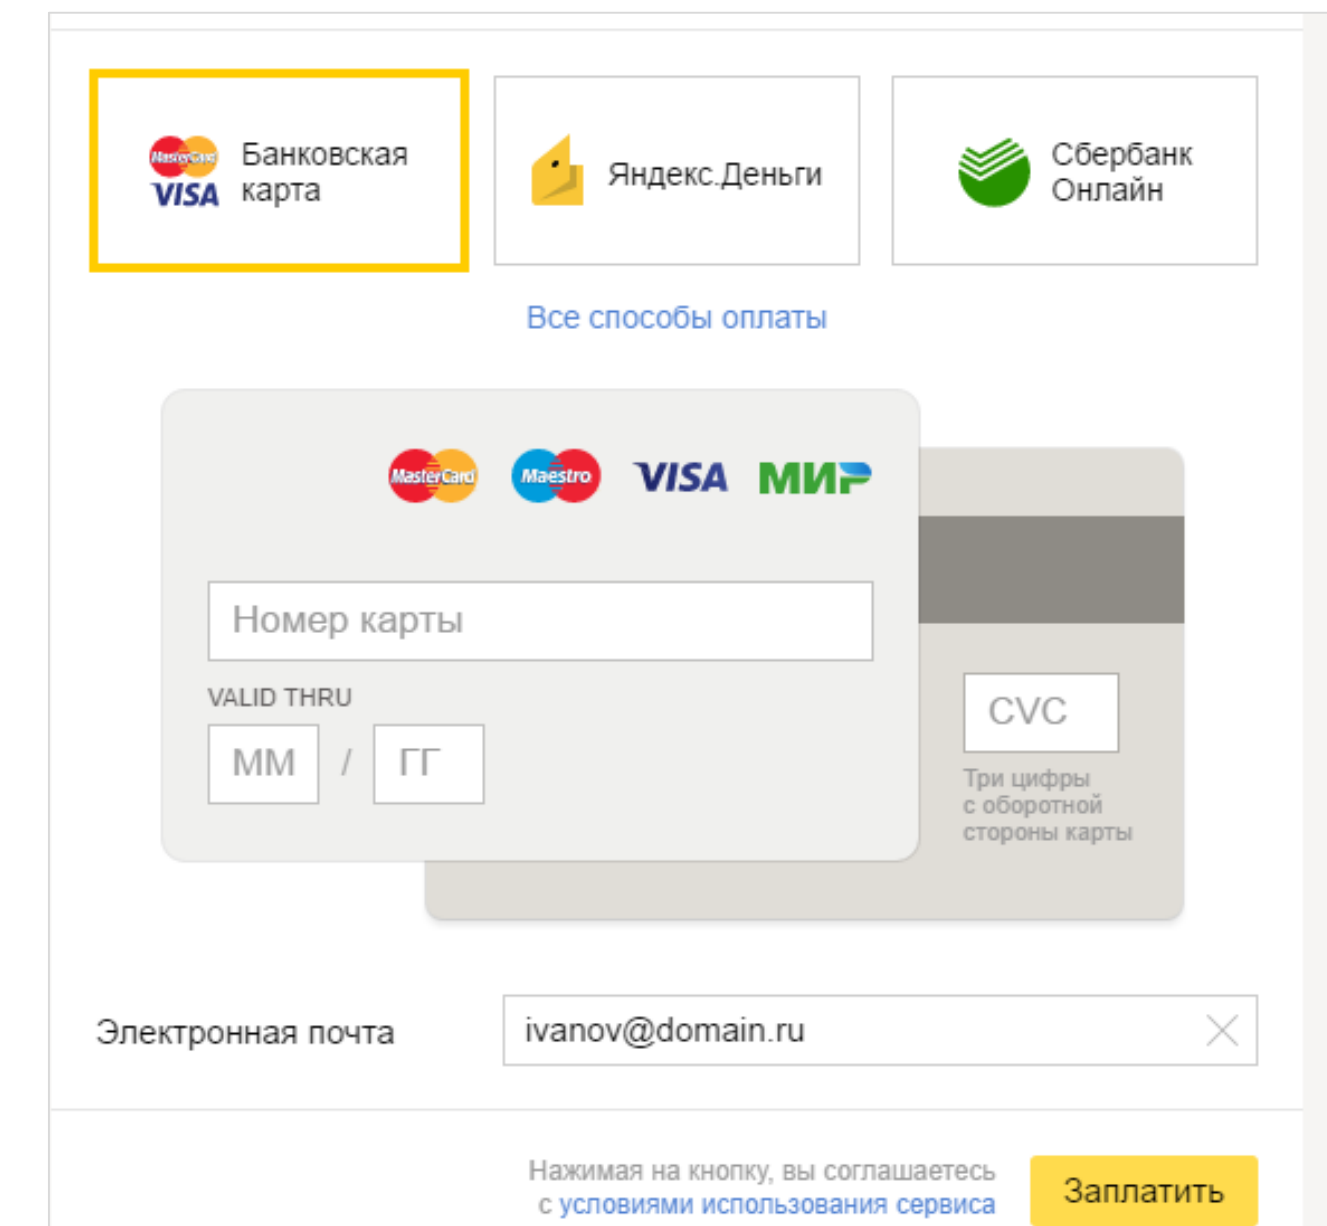 MasterCard
VISA
Банковская
карта
Яндекс.Деньги
Сбербанк
Онлайн
Все способы оплаты
MasterCard Maestro VISA МИР
Номер карты
VALID THRU
ММ / ГГ
CVC
Три цифры
с оборотной
стороны карты
Электронная почта ivanov@domain.ru
Нажимая на кнопку, вы соглашаетесь
с условиями использования сервиса
Заплатить